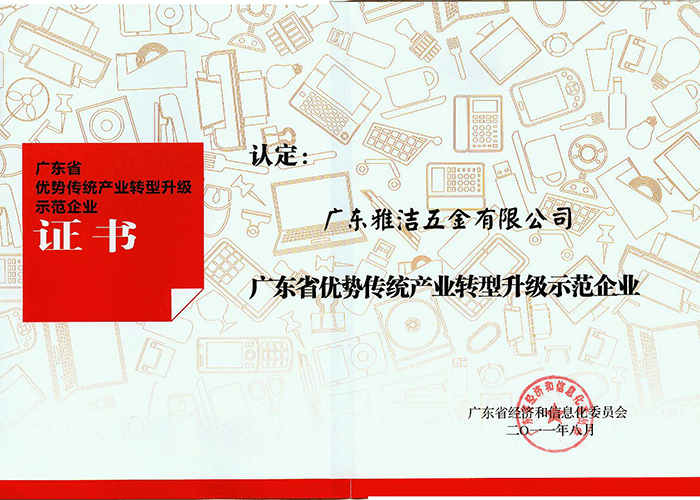 广东省
优势传统产业转型升级
示范企业
证书
认定：
广东雅洁五金有限公司
广东省优势传统产业转型升级示范企业
广东省经济和信息化委员会
二〇一一年八月